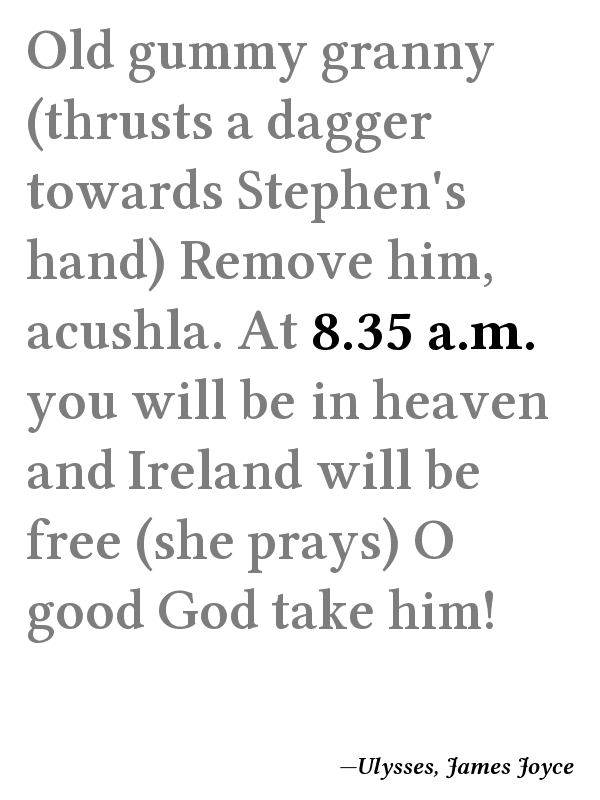 Old gummy granny
(thrusts a dagger
towards Stephen's
hand) Remove him,
acushla. At 8.35 a.m.
you will be in heaven
and Ireland will be
free (she prays) O
good God take him!
—Ulysses, James Joyce